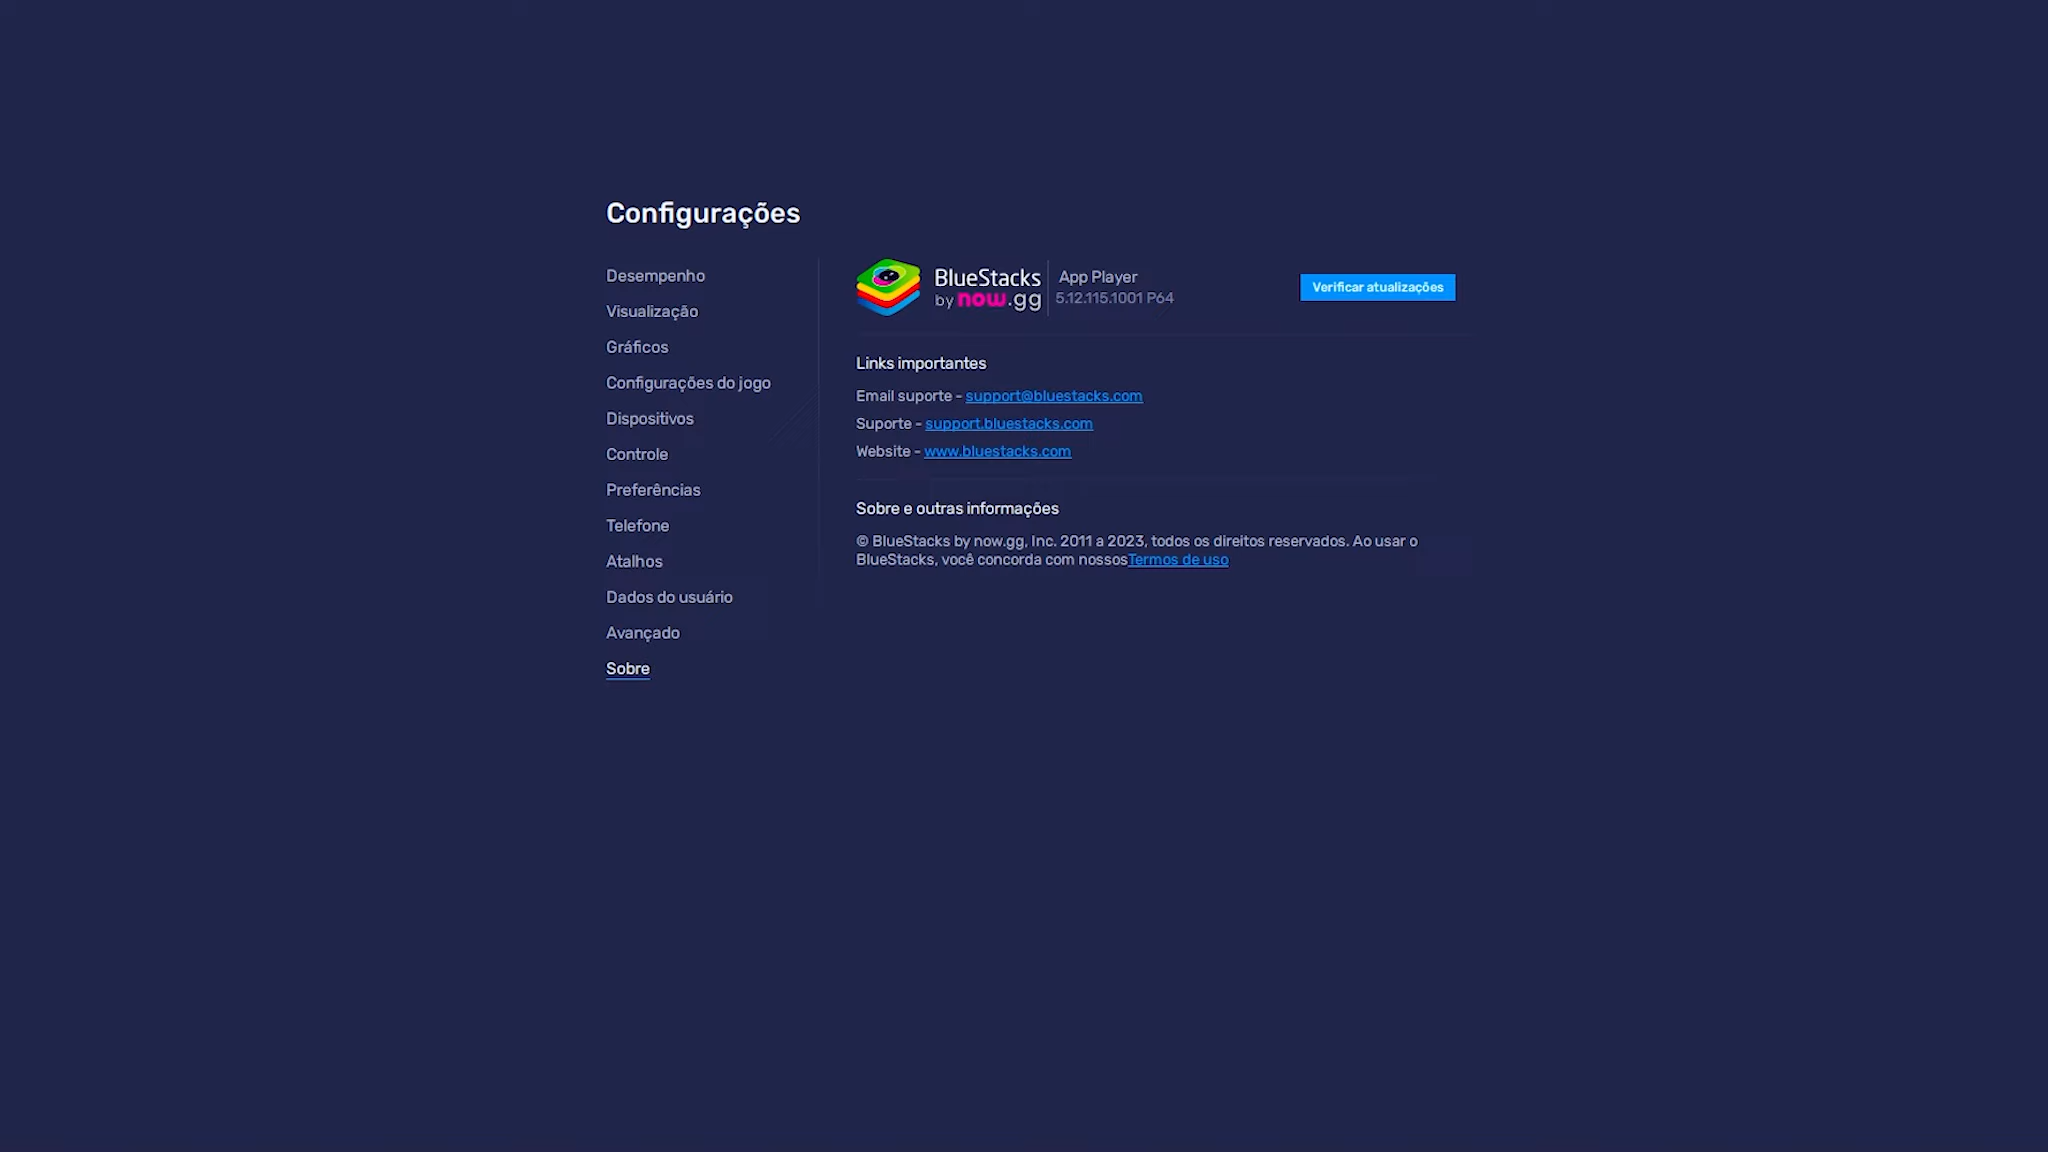 Configurações
Desempenho
Visualização
Gráficos
Configurações do jogo
Dispositivos
Controle
Preferências
Telefone
Atalhos
Dados do usuário
Avançado
Sobre
BlueStacks
by now.gg
App Player
5.12.115.1001 P64
Verificar atualizações
Links importantes
Email suporte - support@bluestacks.com
Suporte - support.bluestacks.com
Website - www.bluestacks.com
Sobre e outras informações
© BlueStacks by now.gg, Inc. 2011 a 2023, todos os direitos reservados. Ao usar o
BlueStacks, você concorda com nossosTermos de uso